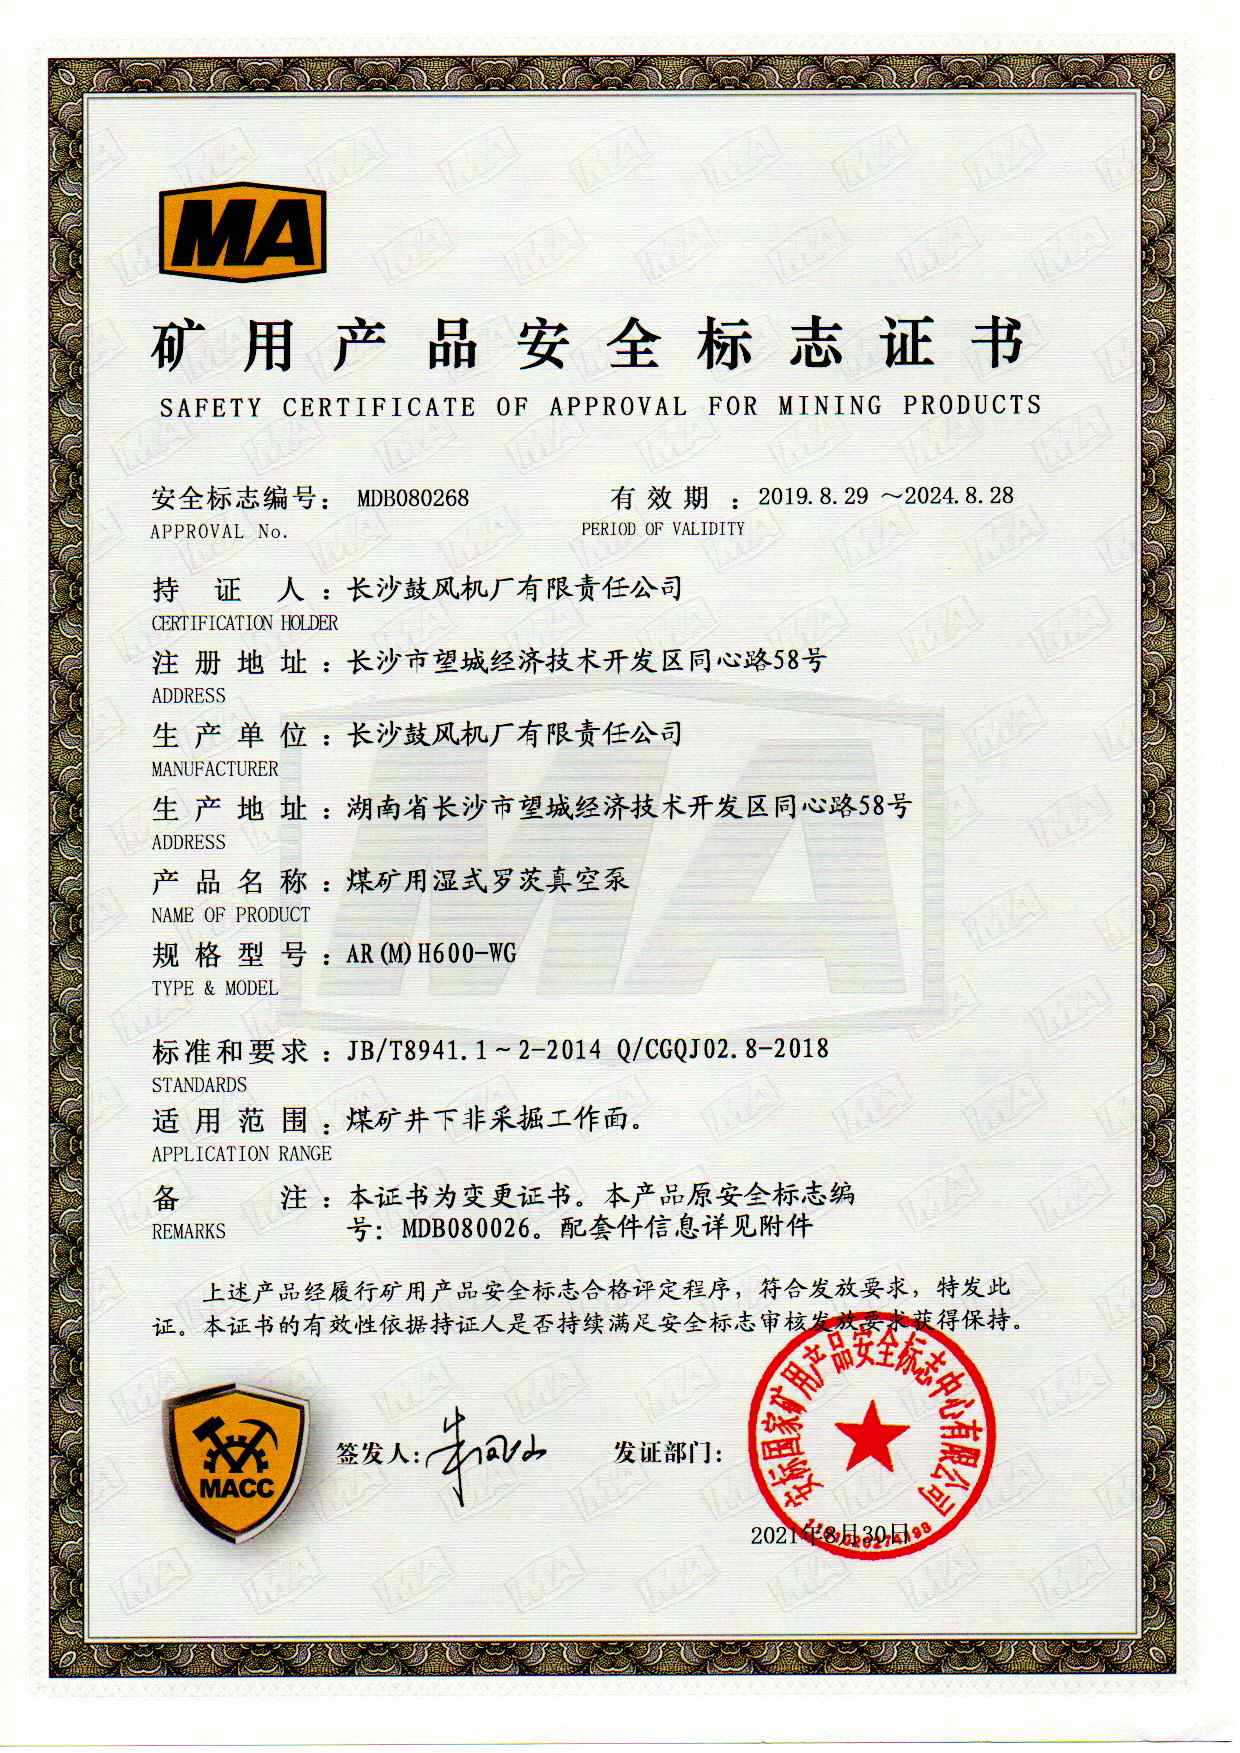 MA
矿用产品安全标志证书
SAFETY CERTIFICATE OF APPROVAL FOR MINING PRODUCTS
安全标志编号： MDB080268 有效期：2019.8.29 ～2024.8.28
APPROVAL No. PERIOD OF VALIDITY
持证人：长沙鼓风机厂有限责任公司
CERTIFICATION HOLDER
注册地址：长沙市望城经济技术开发区同心路58号
ADDRESS
生产单位：长沙鼓风机厂有限责任公司
MANUFACTURER
生产地址：湖南省长沙市望城经济技术开发区同心路58号
ADDRESS
产品名称：煤矿用湿式罗茨真空泵
NAME OF PRODUCT
规格型号：AR(M)H600-WG
TYPE & MODEL
标准和要求：JB/T8941.1～2-2014 Q/CGQJ02.8-2018
STANDARDS
适用范围：煤矿井下非采掘工作面。
APPLICATION RANGE
备注：本证书为变更证书。本产品原安全标志编
REMARKS 号：MDB080026。配套件信息详见附件
上述产品经履行矿用产品安全标志合格评定程序，符合发放要求，特发此
证。本证书的有效性依据持证人是否持续满足安全标志审核发放要求获得保持。
安标国家矿用产品安全标志中心有限公司
MACC
签发人： 发证部门：
2021年8月30日